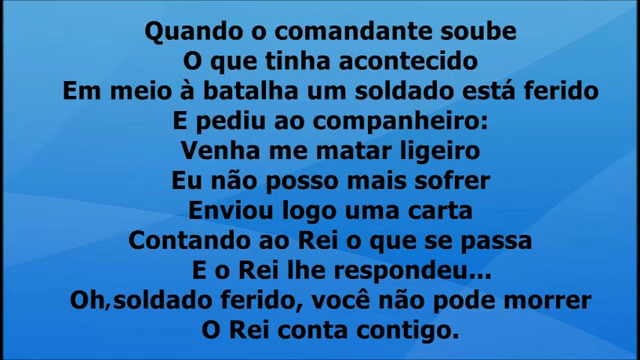 Quando o comandante soube
O que tinha acontecido
Em meio à batalha um soldado está ferido
E pediu ao companheiro:
Venha me matar ligeiro
Eu não posso mais sofrer
Enviou logo uma carta
Contando ao Rei o que se passa
E o Rei lhe respondeu...
Oh,soldado ferido, você não pode morrer
O Rei conta contigo.